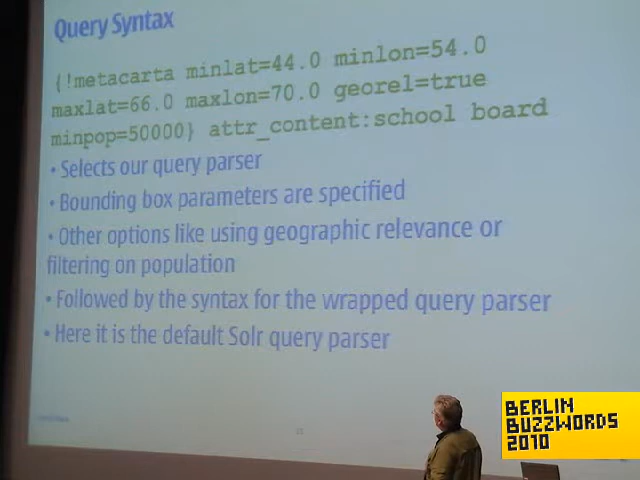 Query Syntax
{!metacarta minlat=44.0 minlon=54.0
maxlat=66.0 maxlon=70.0 georel=true
minpop=50000} attr_content:school board
• Selects our query parser
• Bounding box parameters are specified
• Other options like using geographic relevance or
filtering on population
• Followed by the syntax for the wrapped query parser
• Here it is the default Solr query parser
BERLIN
BUZZWORDS
2010